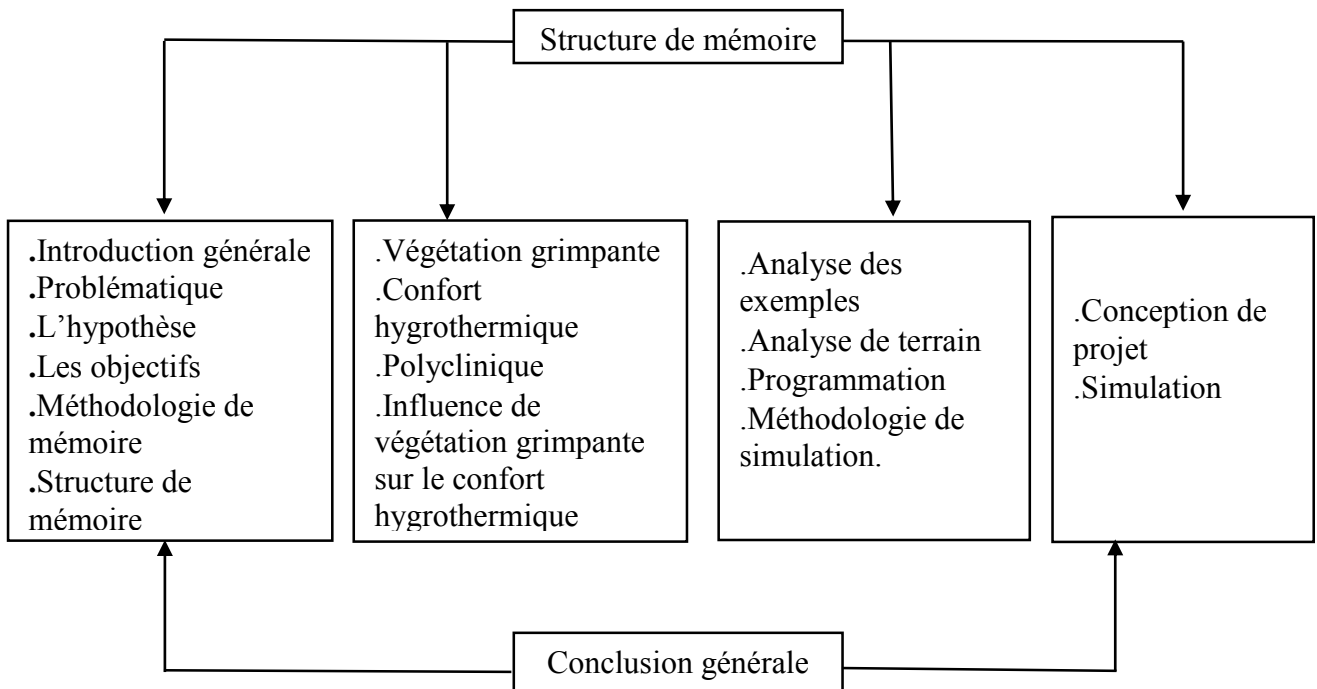 Structure de mémoire
.Introduction générale
.Problématique
.L’hypothèse
.Les objectifs
.Méthodologie de
mémoire
.Structure de
mémoire
.Végétation grimpante
.Confort
hygrothermique
.Polyclinique
.Influence de
végétation grimpante
sur le confort
hygrothermique
.Analyse des
exemples
.Analyse de terrain
.Programmation
.Méthodologie de
simulation.
.Conception de
projet
.Simulation
Conclusion générale